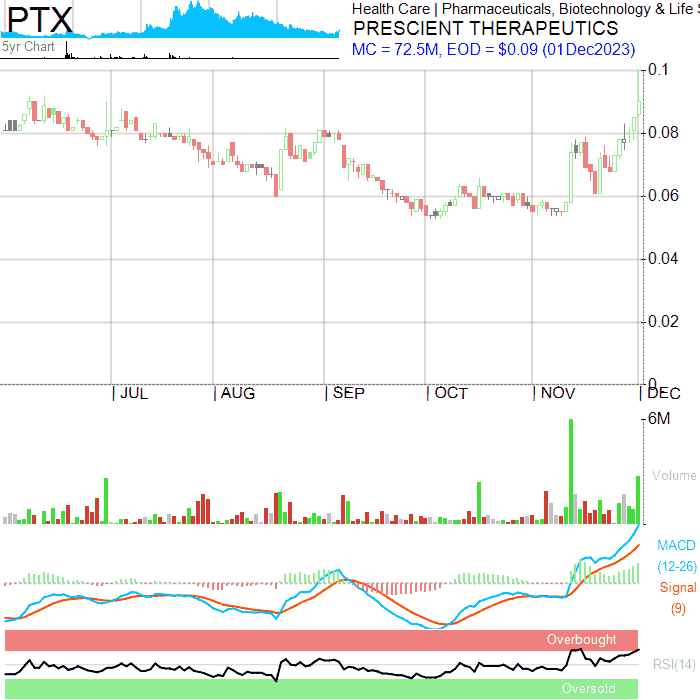 PTX
Health Care | Pharmaceuticals, Biotechnology & Life S
PRESCIENT THERAPEUTICS
5yr Chart
MC = 72.5M, EOD = $0.09 (01Dec2023)
0.1
0.08
0.06
0.04
0.02
0
| JUL | AUG | SEP | OCT | NOV | DEC
6M
Volume
MACD
(12-26)
Signal
(9)
Overbought
RSI(14)
Oversold